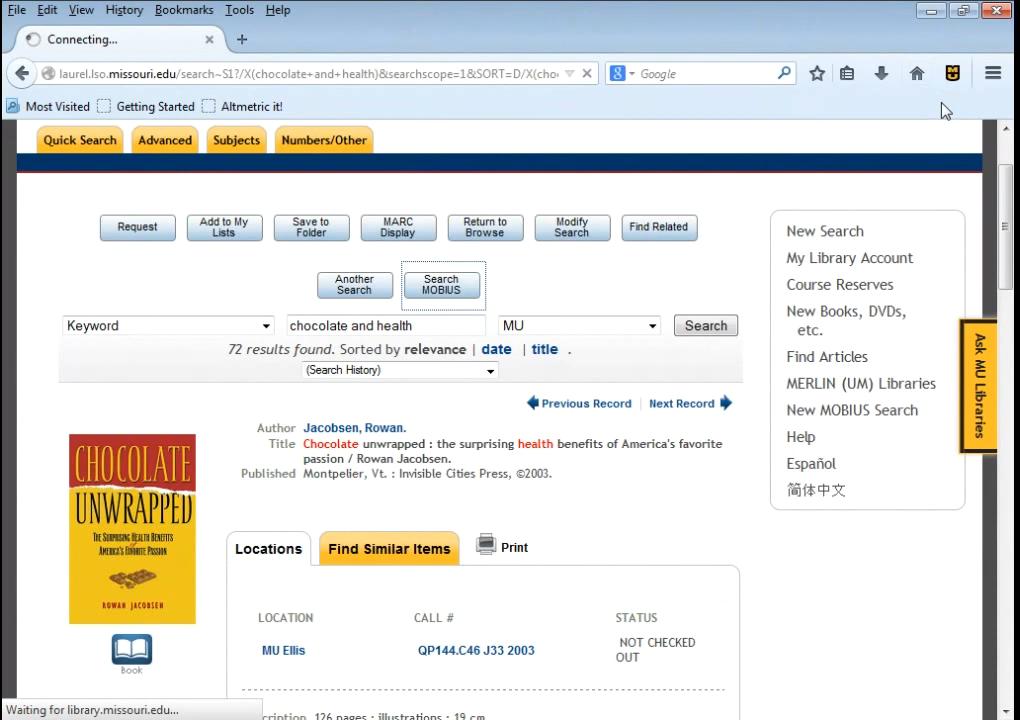 File Edit View History Bookmarks Tools Help
Connecting...
laurel.lso.missouri.edu/search~S1?/X(chocolate+and+health)&searchscope=1&SORT=D/X(cho
Google
Most Visited Getting Started Altmetric it!
Quick Search Advanced Subjects Numbers/Other
Request
Add to My
Lists
Save to
Folder
MARC
Display
Return to
Browse
Modify
Search
Find Related
Another
Search
Search
MOBIUS
Keyword chocolate and health MU Search
72 results found. Sorted by relevance | date | title .
(Search History)
Previous Record Next Record
Author Jacobsen, Rowan.
Title Chocolate unwrapped : the surprising health benefits of America's favorite
passion / Rowan Jacobsen.
Published Montpelier, Vt. : Invisible Cities Press, ©2003.
CHOCOLATE
UNWRAPPED
THE SURPRISING HEALTH BENEFITS
OF AMERICA'S FAVORITE PASSION
ROWAN JACOBSEN
Book
Locations Find Similar Items Print
LOCATION CALL # STATUS
MU Ellis QP144.C46 J33 2003 NOT CHECKED
OUT
cription 126 pages : illustrations ; 19 cm
New Search
My Library Account
Course Reserves
New Books, DVDs,
etc.
Find Articles
MERLIN (UM) Libraries
New MOBIUS Search
Help
Español
简体中文
Ask MU Libraries
Waiting for library.missouri.edu...